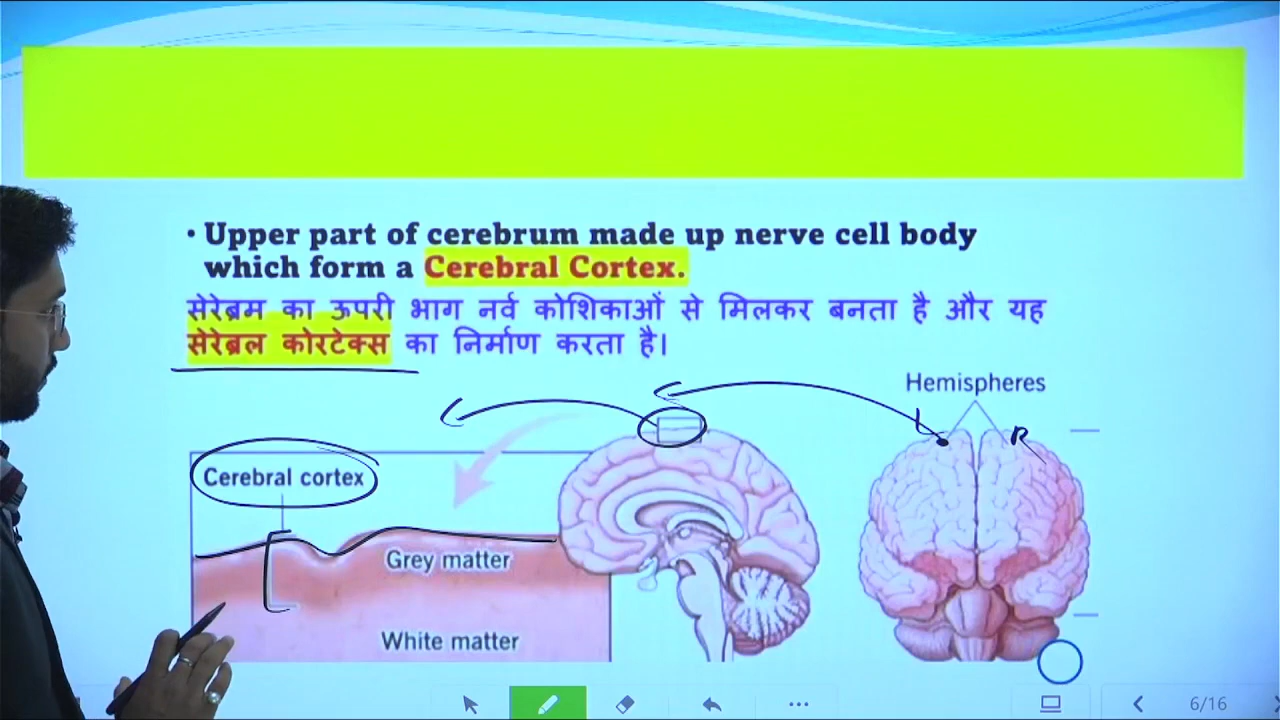 • Upper part of cerebrum made up nerve cell body
which form a Cerebral Cortex.
सेरेब्रम का ऊपरी भाग नर्व कोशिकाओं से मिलकर बनता है और यह
सेरेब्रल कोरटेक्स का निर्माण करता है।
Hemispheres
L R
Cerebral cortex
Grey matter
White matter
6/16